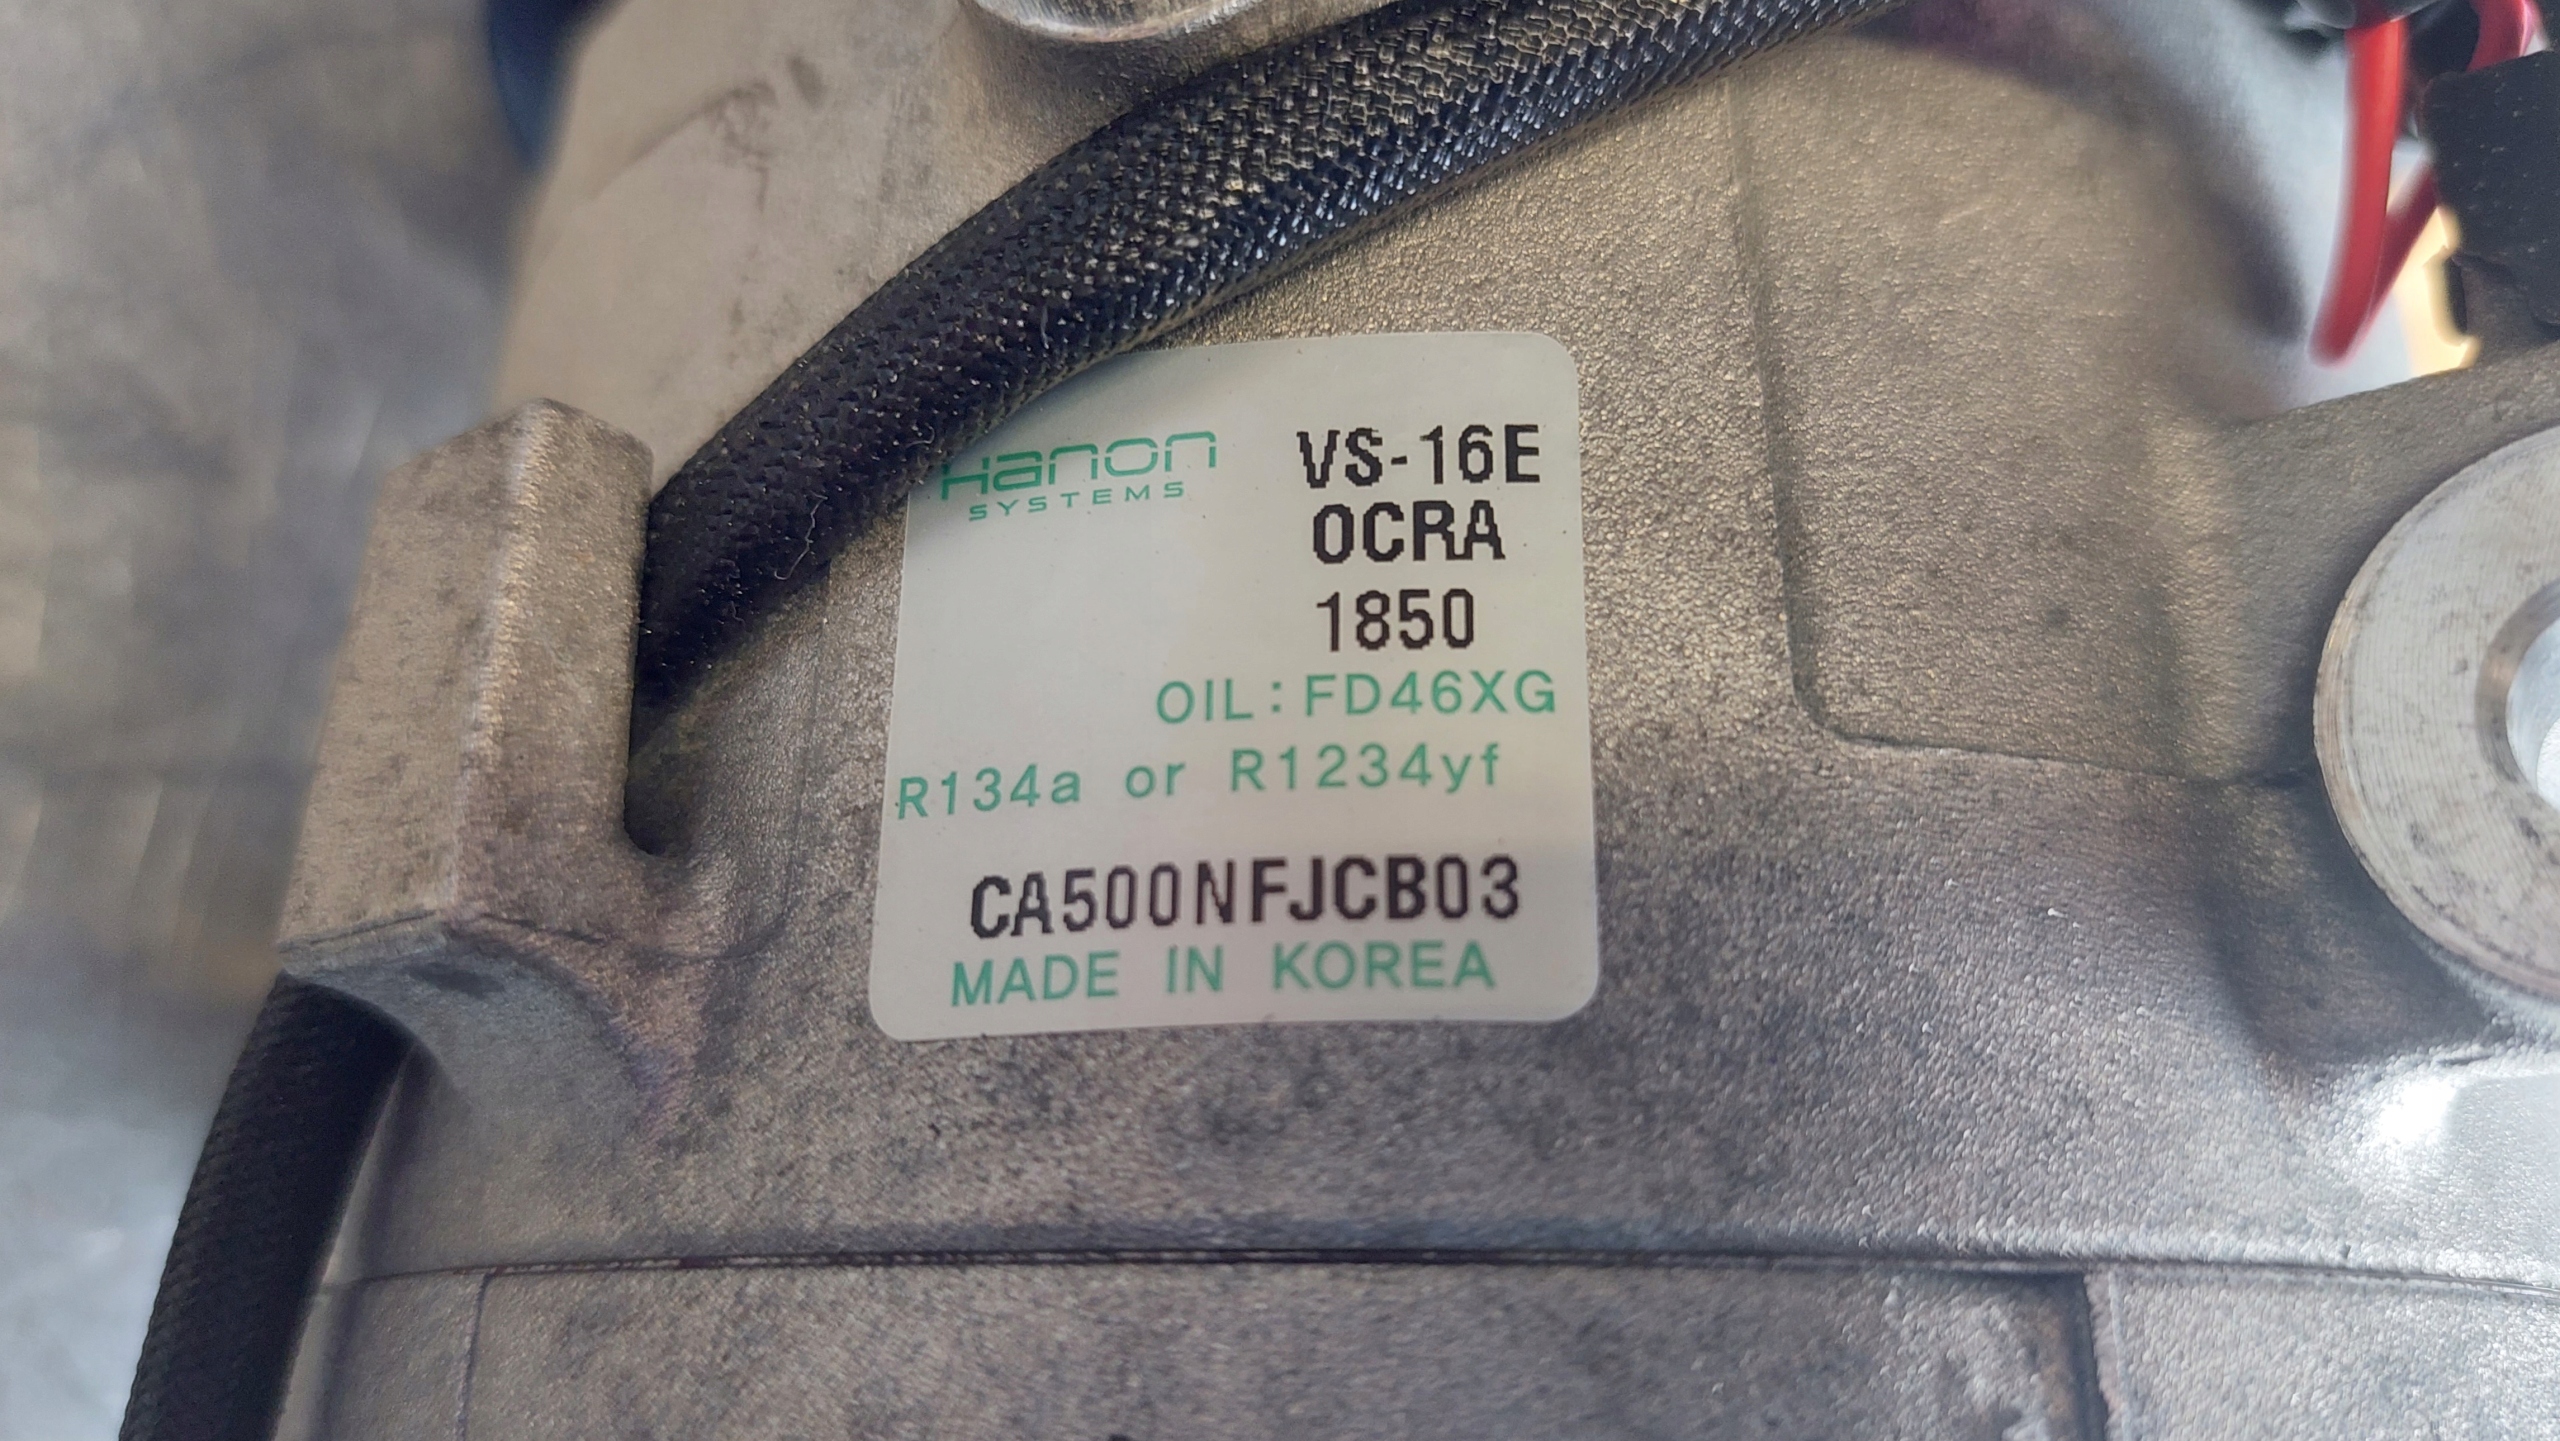 Hanon
SYSTEMS
VS-16E
OCRA
1850
OIL:FD46XG
R134a or R1234yf
CA500NFJCB03
MADE IN KOREA